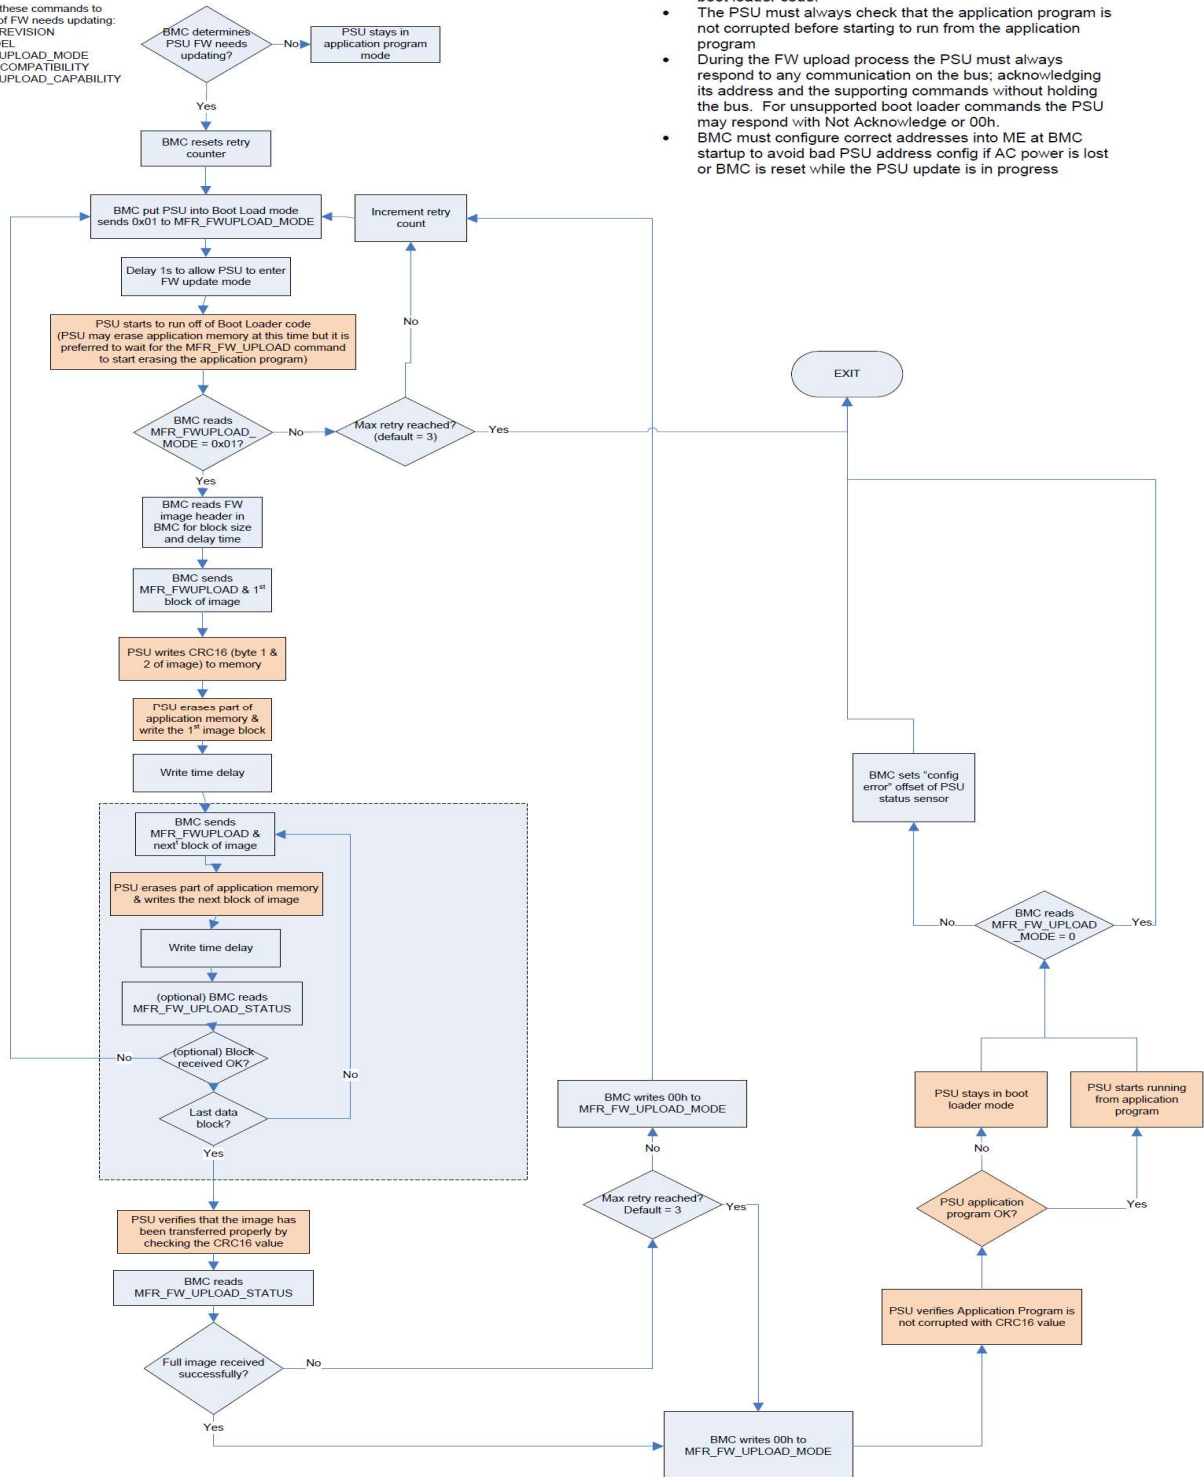 these commands to
of FW needs updating:
REVISION
EL
UPLOAD_MODE
COMPATIBILITY
UPLOAD_CAPABILITY
BMC determines
PSU FW needs
updating?
No
PSU stays in
application program
mode
boot loader code.
• The PSU must always check that the application program is
not corrupted before starting to run from the application
program
• During the FW upload process the PSU must always
respond to any communication on the bus; acknowledging
its address and the supporting commands without holding
the bus. For unsupported boot loader commands the PSU
may respond with Not Acknowledge or 00h.
• BMC must configure correct addresses into ME at BMC
startup to avoid bad PSU address config if AC power is lost
or BMC is reset while the PSU update is in progress
Yes
BMC resets retry
counter
BMC put PSU into Boot Load mode
sends 0x01 to MFR_FWUPLOAD_MODE
Increment retry
count
Delay 1s to allow PSU to enter
FW update mode
PSU starts to run off of Boot Loader code
(PSU may erase application memory at this time but it is
preferred to wait for the MFR_FW_UPLOAD command
to start erasing the application program)
No
EXIT
BMC reads
MFR_FWUPLOAD_
MODE = 0x01?
No
Max retry reached?
(default = 3)
Yes
Yes
BMC reads FW
image header in
BMC for block size
and delay time
BMC sends
MFR_FWUPLOAD & 1st
block of image
PSU writes CRC16 (byte 1 &
2 of image) to memory
PSU erases part of
application memory &
write the 1st image block
Write time delay
BMC sends
MFR_FWUPLOAD &
nextt block of image
PSU erases part of application memory
& writes the next block of image
Write time delay
(optional) BMC reads
MFR_FW_UPLOAD_STATUS
(optional) Block
received OK?
No
No
Last data
block?
Yes
PSU verifies that the image has
been transferred properly by
checking the CRC16 value
BMC reads
MFR_FW_UPLOAD_STATUS
Full image received
successfully?
No
Yes
BMC writes 00h to
MFR_FW_UPLOAD_MODE
No
Max retry reached?
Default = 3
Yes
BMC writes 00h to
MFR_FW_UPLOAD_MODE
BMC sets "config
error" offset of PSU
status sensor
No
BMC reads
MFR_FW_UPLOAD
_MODE = 0
Yes
PSU stays in boot
loader mode
PSU starts running
from application
program
No
PSU application
program OK?
Yes
PSU verifies Application Program is
not corrupted with CRC16 value